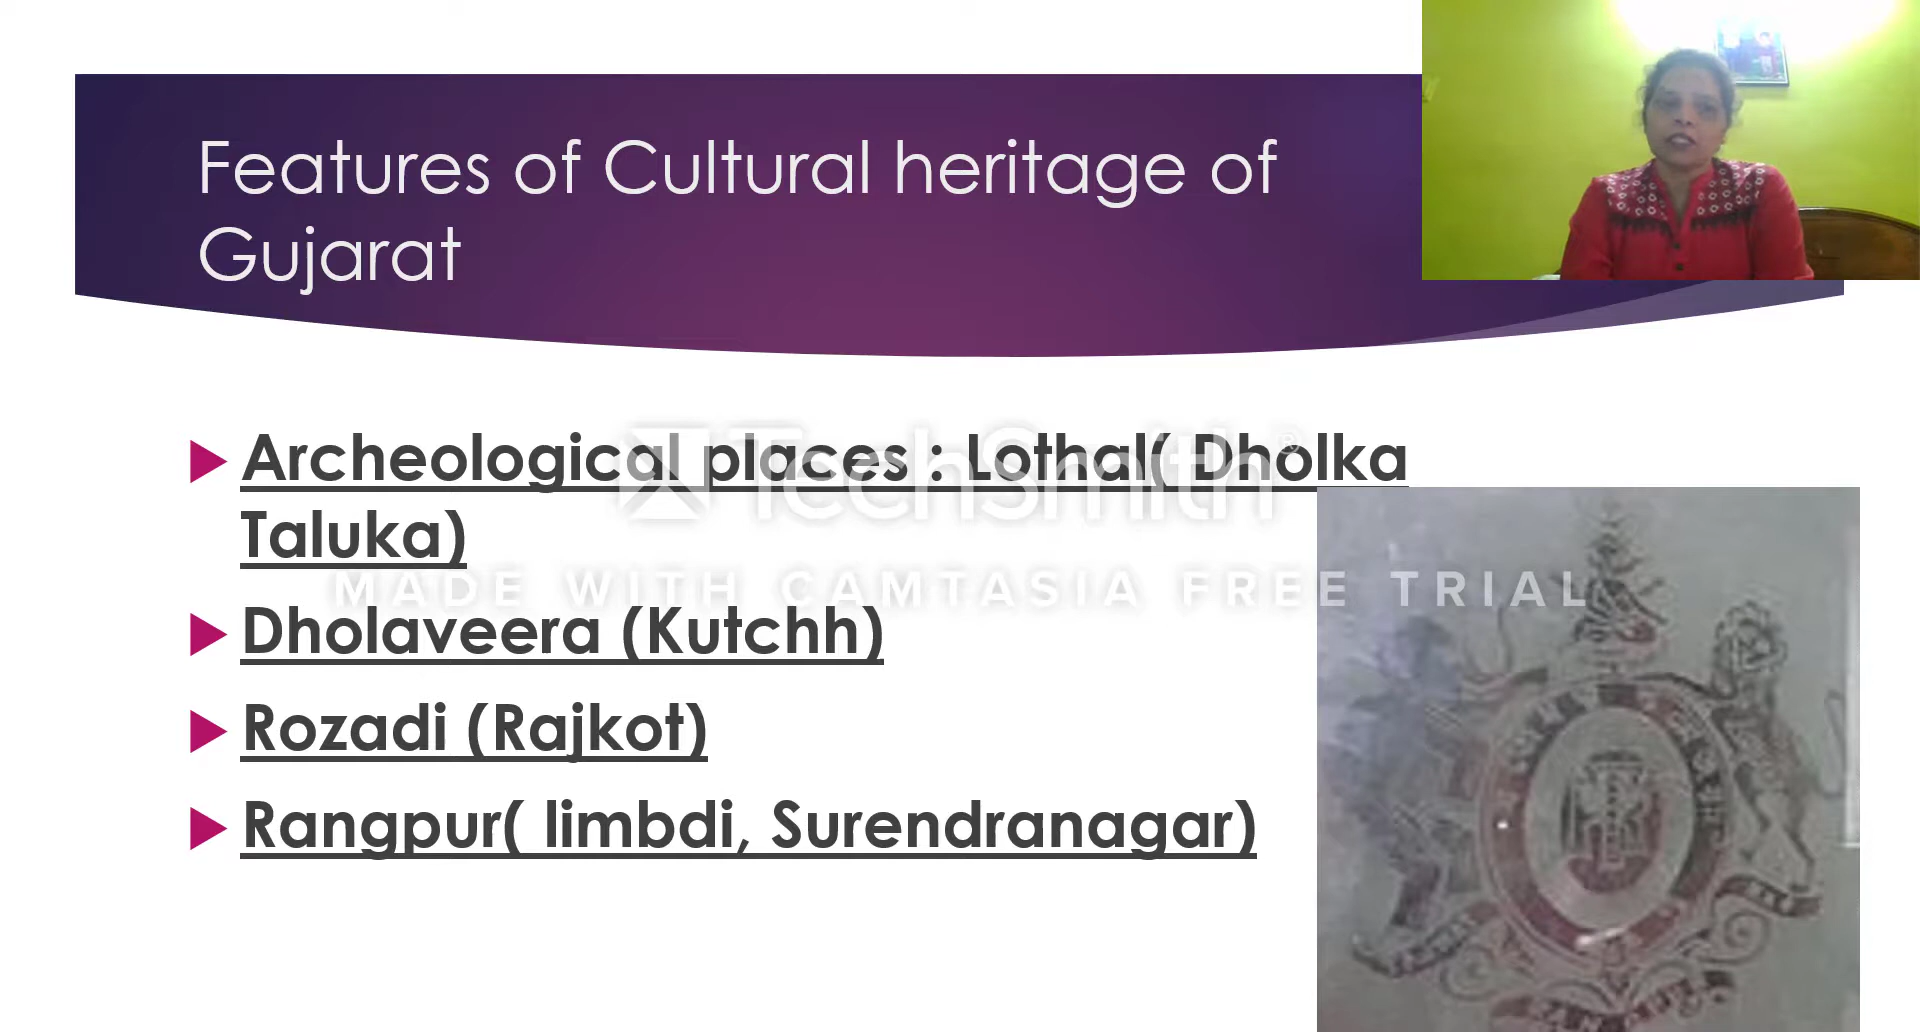 Features of Cultural heritage of
Gujarat
Archeological places : Lothal( Dholka
Taluka)
Dholaveera (Kutchh)
Rozadi (Rajkot)
Rangpur( limbdi, Surendranagar)
TechSmith®
MADE WITH CAMTASIA FREE TRIAL